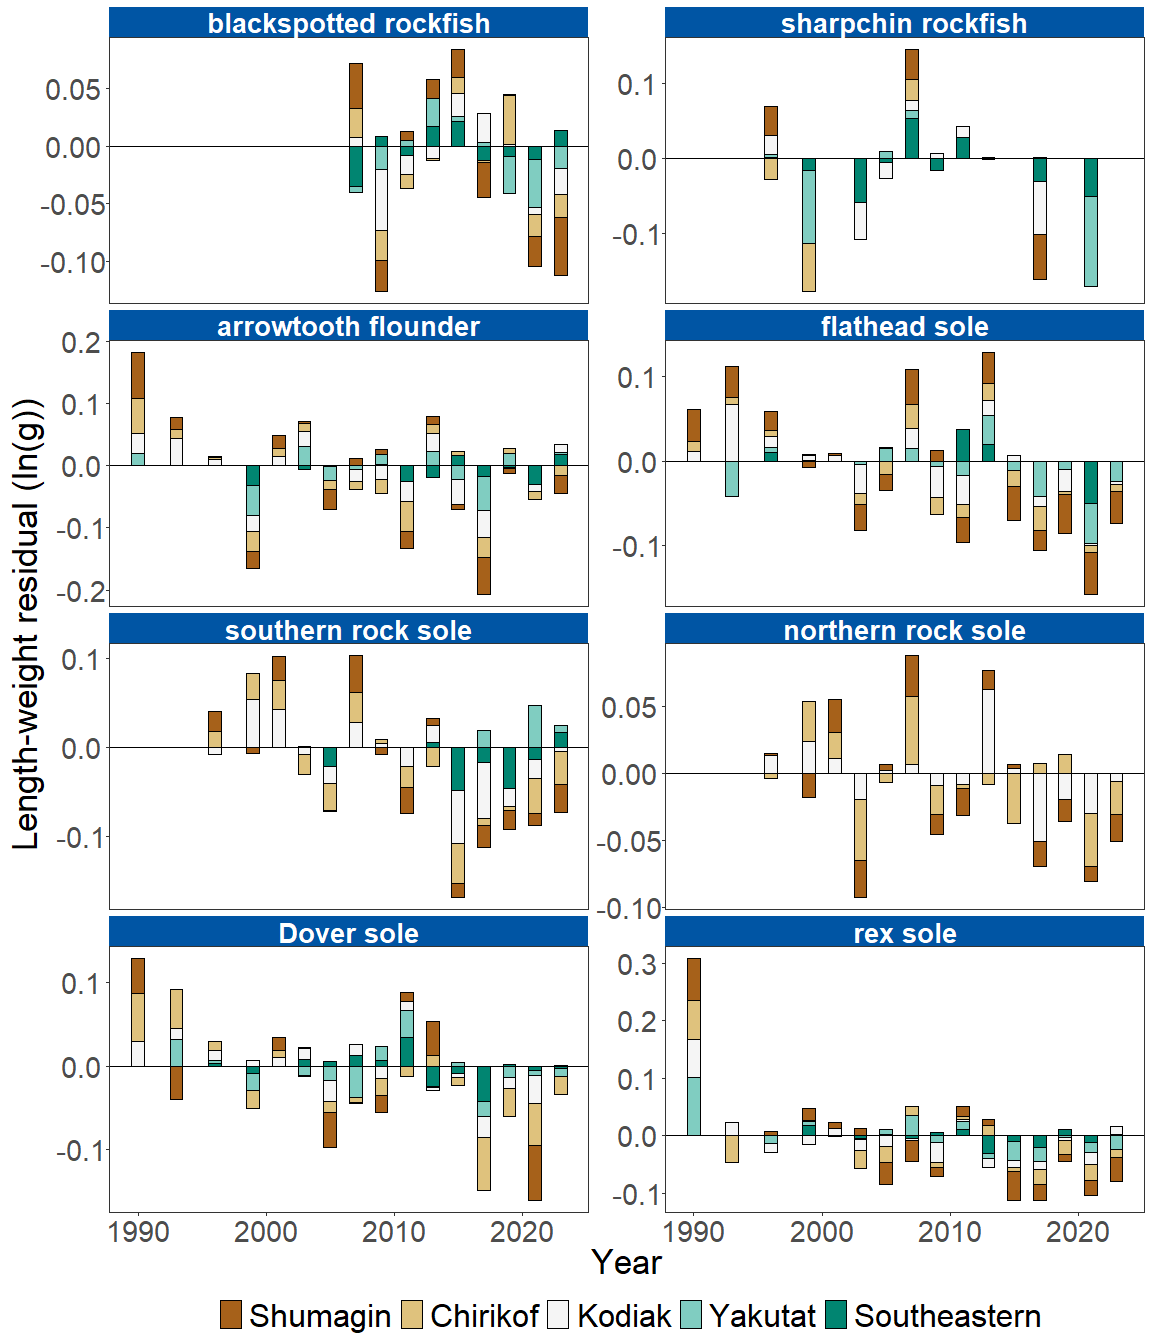 blackspotted rockfish
sharpchin rockfish
0.05
0.00
-0.05
-0.10
0.1
0.0
-0.1
arrowtooth flounder
flathead sole
0.2
0.1
0.0
-0.1
-0.2
0.1
0.0
-0.1
southern rock sole
northern rock sole
0.1
0.0
-0.1
0.05
0.00
-0.05
-0.10
Dover sole
rex sole
0.1
0.0
-0.1
0.3
0.2
0.1
0.0
-0.1
1990 2000 2010 2020
1990 2000 2010 2020
Length-weight residual (ln(g))
Year
Shumagin Chirikof Kodiak Yakutat Southeastern